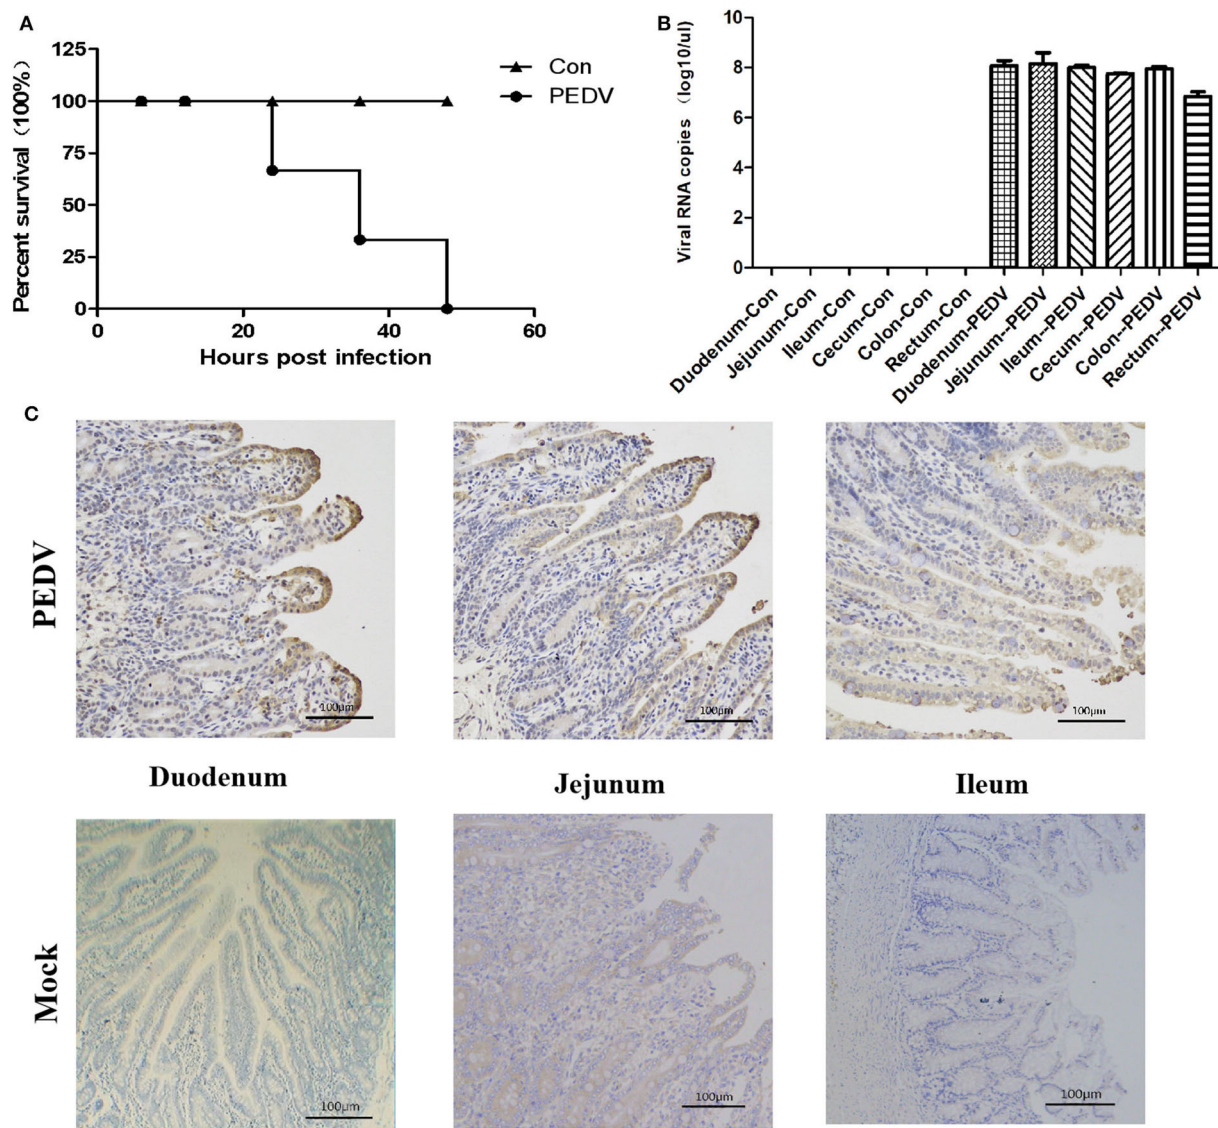 A
125
100
75
50
25
0
Percent survival (100%)
Con
PEDV
0
20
40
60
Hours post infection
B
10
8
6
4
2
0
Viral RNA copies (log10/ul)
Duodenum-Con
Jejunum-Con
Ileum-Con
Cecum-Con
Colon-Con
Rectum-Con
Duodenum-PEDV
Jejunum--PEDV
Ileum--PEDV
Cecum--PEDV
Colon--PEDV
Rectum--PEDV
C
PEDV
100μm
100μm
100μm
Duodenum
Jejunum
Ileum
Mock
100μm
100μm
100μm